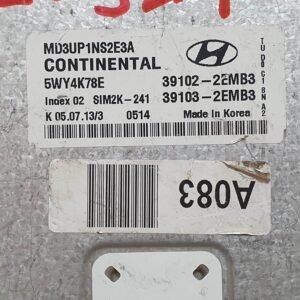 MD3UP1NS2E3A
CONTINENTAL
5WY4K78E 39102-2EMB3
Inoex 02 SIM2K-241 39103-2EMB3
K 05.07.13/3 0514 Made in Korea
A083